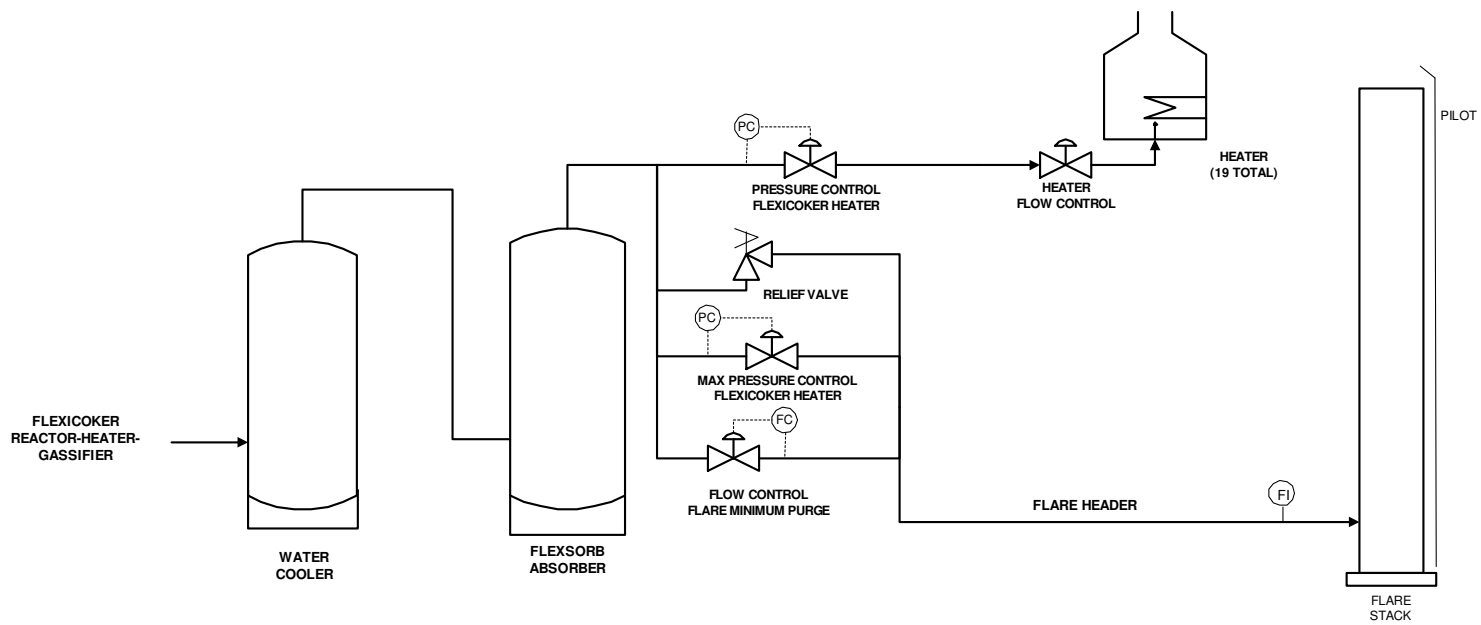 PILOT
PC
HEATER
(19 TOTAL)
PRESSURE CONTROL
FLEXICOKER HEATER
HEATER
FLOW CONTROL
RELIEF VALVE
PC
MAX PRESSURE CONTROL
FLEXICOKER HEATER
FC
FLEXICOKER
REACTOR-HEATER-
GASSIFIER
FLOW CONTROL
FLARE MINIMUM PURGE
FLARE HEADER
FI
WATER
COOLER
FLEXSORB
ABSORBER
FLARE
STACK